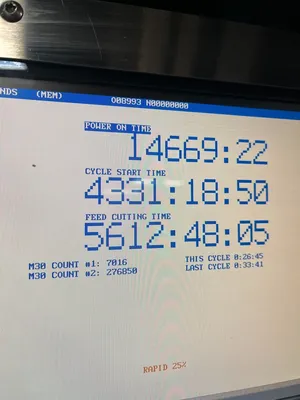 NDS (MEM) O08993 N00000000
POWER ON TIME
14669:22
CYCLE START TIME
4331:18:50
FEED CUTTING TIME
5612:48:05
M30 COUNT #1: 7016 THIS CYCLE 0:26:45
M30 COUNT #2: 276850 LAST CYCLE 0:33:41
RAPID 25%